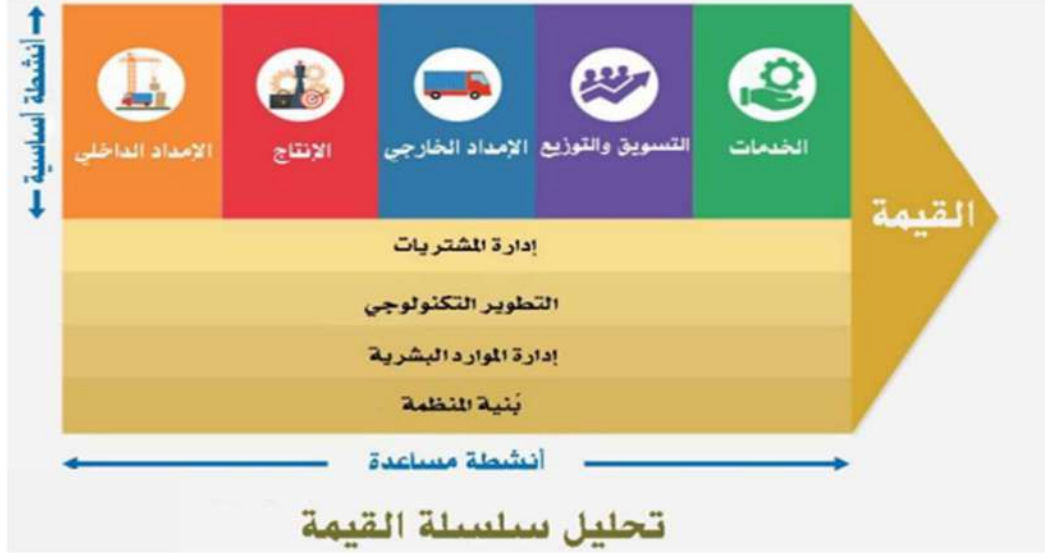 أنشطة أساسية
الإمداد الداخلي
الإنتاج
الإمداد الخارجي
التسويق والتوزيع
الخدمات
القيمة
إدارة المشتريات
التطوير التكنولوجي
إدارة الموارد البشرية
بُنية المنظمة
أنشطة مساعدة
تحليل سلسلة القيمة